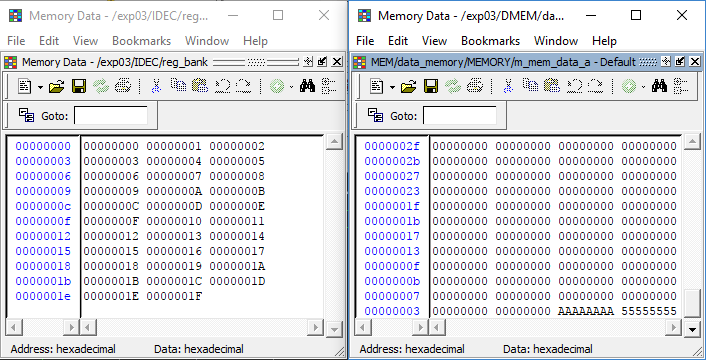 Memory Data - /exp03/IDEC/reg...
File Edit View Bookmarks Window Help
Memory Data - /exp03/IDEC/reg_bank
Goto:
00000000 00000000 00000001 00000002
00000003 00000003 00000004 00000005
00000006 00000006 00000007 00000008
00000009 00000009 0000000A 0000000B
0000000c 0000000C 0000000D 0000000E
0000000f 0000000F 00000010 00000011
00000012 00000012 00000013 00000014
00000015 00000015 00000016 00000017
00000018 00000018 00000019 0000001A
0000001b 0000001B 0000001C 0000001D
0000001e 0000001E 0000001F
Address: hexadecimal Data: hexadecimal
Memory Data - /exp03/DMEM/da...
File Edit View Bookmarks Window Help
MEM/data_memory/MEMORY/m_mem_data_a - Default
Goto:
0000002f 00000000 00000000 00000000 00000000
0000002b 00000000 00000000 00000000 00000000
00000027 00000000 00000000 00000000 00000000
00000023 00000000 00000000 00000000 00000000
0000001f 00000000 00000000 00000000 00000000
0000001b 00000000 00000000 00000000 00000000
00000017 00000000 00000000 00000000 00000000
00000013 00000000 00000000 00000000 00000000
0000000f 00000000 00000000 00000000 00000000
0000000b 00000000 00000000 00000000 00000000
00000007 00000000 00000000 00000000 00000000
00000003 00000000 00000000 AAAAAAAA 55555555
Address: hexadecimal Data: hexadecimal